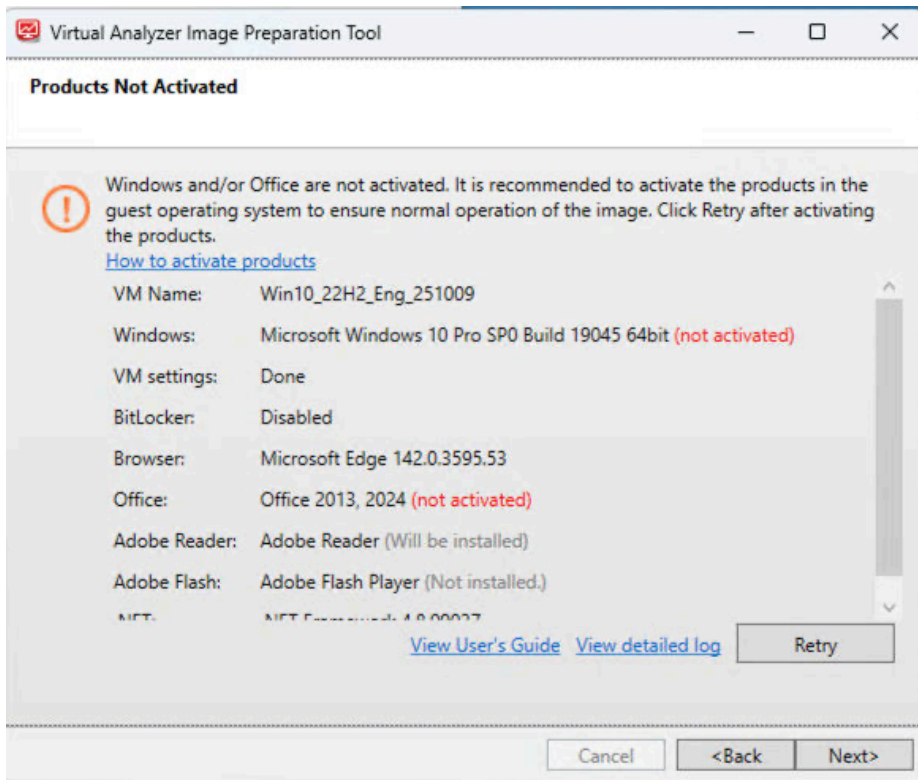 Virtual Analyzer Image Preparation Tool
Products Not Activated
Windows and/or Office are not activated. It is recommended to activate the products in the
guest operating system to ensure normal operation of the image. Click Retry after activating
the products.
How to activate products
VM Name: Win10_22H2_Eng_251009
Windows: Microsoft Windows 10 Pro SP0 Build 19045 64bit (not activated)
VM settings: Done
BitLocker: Disabled
Browser: Microsoft Edge 142.0.3595.53
Office: Office 2013, 2024 (not activated)
Adobe Reader: Adobe Reader (Will be installed)
Adobe Flash: Adobe Flash Player (Not installed.)
.NET: .NET Framework
View User's Guide View detailed log Retry
Cancel <Back Next>